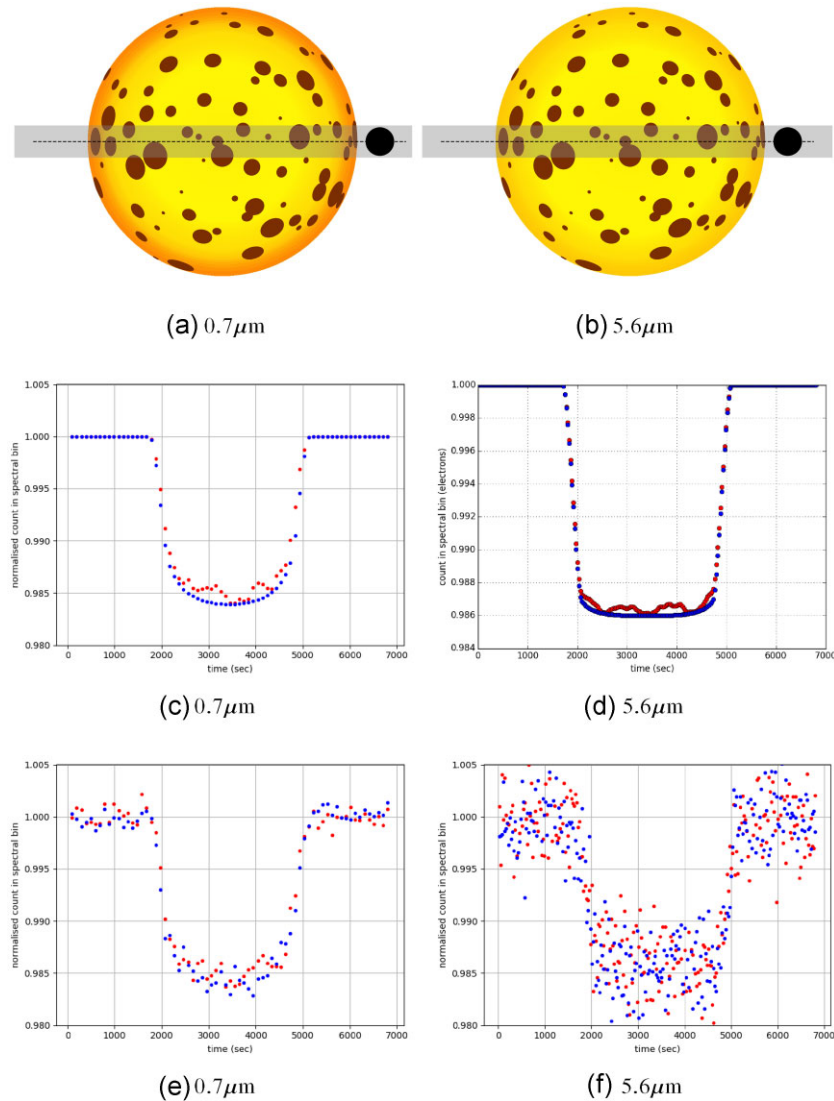 (a) 0.7μm
(b) 5.6μm
1.005
1.000
0.995
0.990
0.985
0.980
normalised count in spectral bin
0 1000 2000 3000 4000 5000 6000 7000
time (sec)
(c) 0.7μm
1.000
0.998
0.996
0.994
0.992
0.990
0.988
0.986
0.984
count in spectral bin (electrons)
0 1000 2000 3000 4000 5000 6000 7000
time (sec)
(d) 5.6μm
1.005
1.000
0.995
0.990
0.985
0.980
normalised count in spectral bin
0 1000 2000 3000 4000 5000 6000 7000
time (sec)
(e) 0.7μm
1.005
1.000
0.995
0.990
0.985
0.980
normalised count in spectral bin
0 1000 2000 3000 4000 5000 6000 7000
time (sec)
(f) 5.6μm